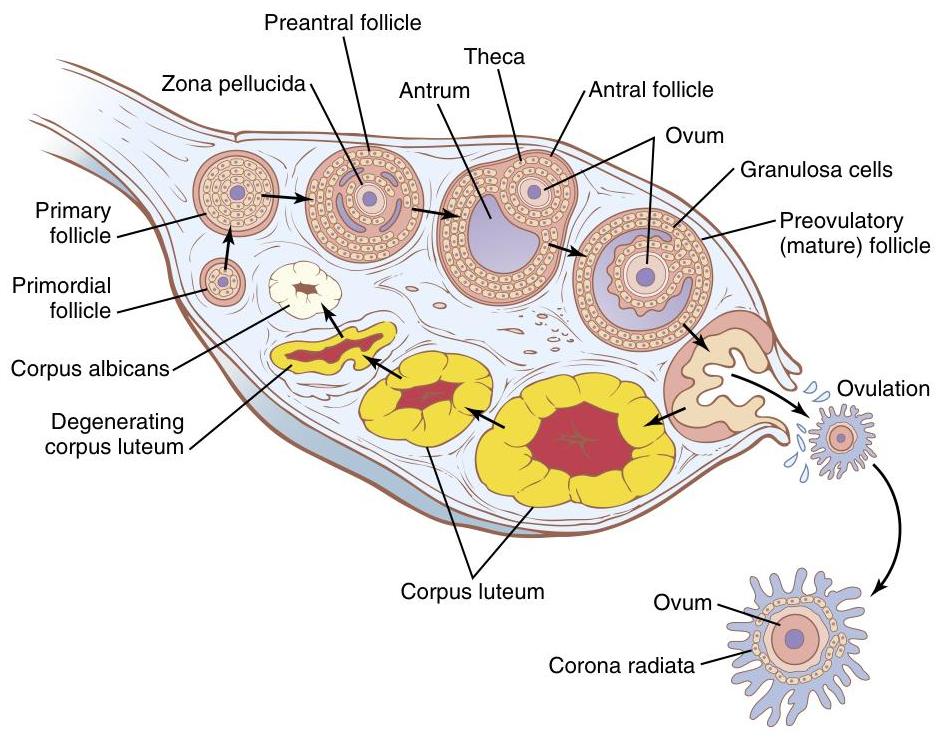 Preantral follicle
Theca
Zona pellucida
Antrum
Antral follicle
Ovum
Granulosa cells
Primary
follicle
Preovulatory
(mature) follicle
Primordial
follicle
Corpus albicans
Ovulation
Degenerating
corpus luteum
Corpus luteum
Ovum
Corona radiata